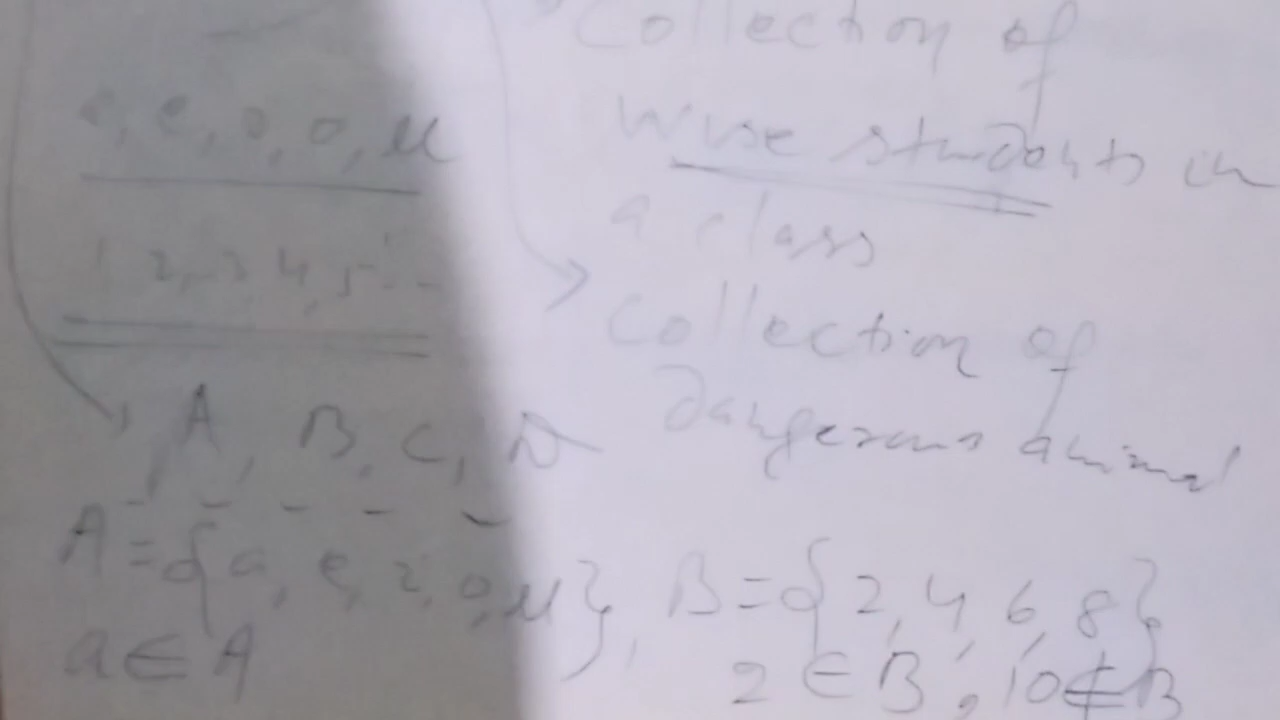 Collection of
wise students in
a class
Collection of
dangerous animal
a, e, i, o, u
1 2, 3 4, 5 - -
A, B, C, D
A = {a, e, i, o, u}, B = {2, 4, 6, 8}
a ∈ A
2 ∈ B, 10 ∉ B